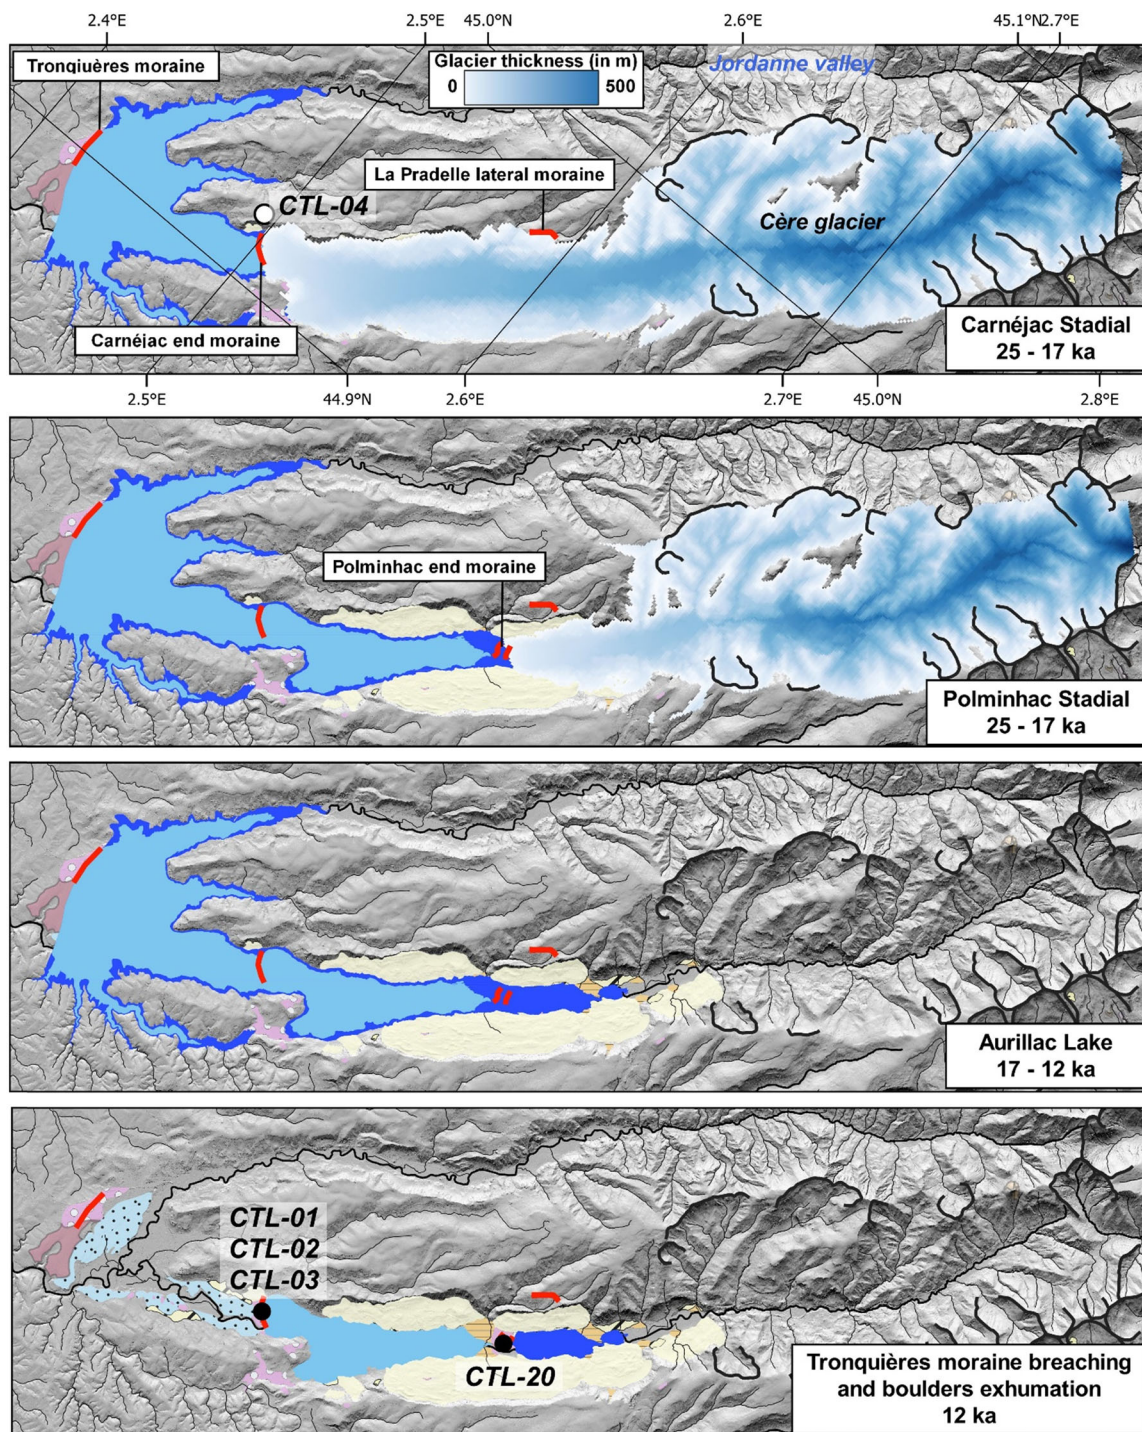 2.4°E 2.5°E 45.0°N 2.6°E 45.1°N 2.7°E
Tronqiuères moraine
Glacier thickness (in m)
0 500
Jordanne valley
La Pradelle lateral moraine
CTL-04
Cère glacier
Carnéjac end moraine
Carnéjac Stadial
25 - 17 ka
2.5°E 44.9°N 2.6°E 2.7°E 45.0°N 2.8°E
Polminhac end moraine
Polminhac Stadial
25 - 17 ka
Aurillac Lake
17 - 12 ka
CTL-01
CTL-02
CTL-03
CTL-20
Tronquières moraine breaching
and boulders exhumation
12 ka